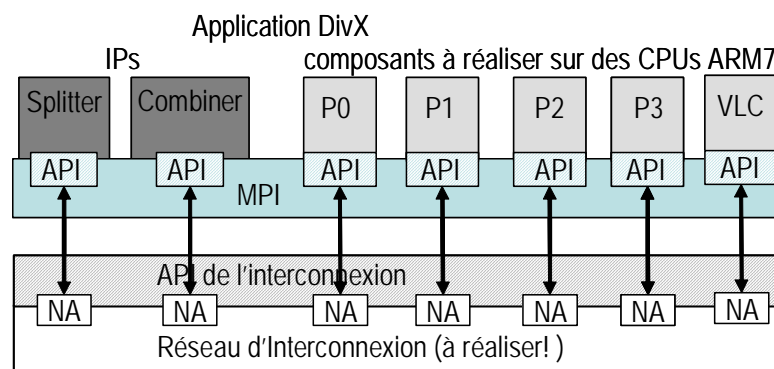 Application DivX
IPs composants à réaliser sur des CPUs ARM7
Splitter Combiner P0 P1 P2 P3 VLC
API API API API API API API
MPI
API de l'interconnexion
NA NA NA NA NA NA NA
Réseau d'Interconnexion (à réaliser! )